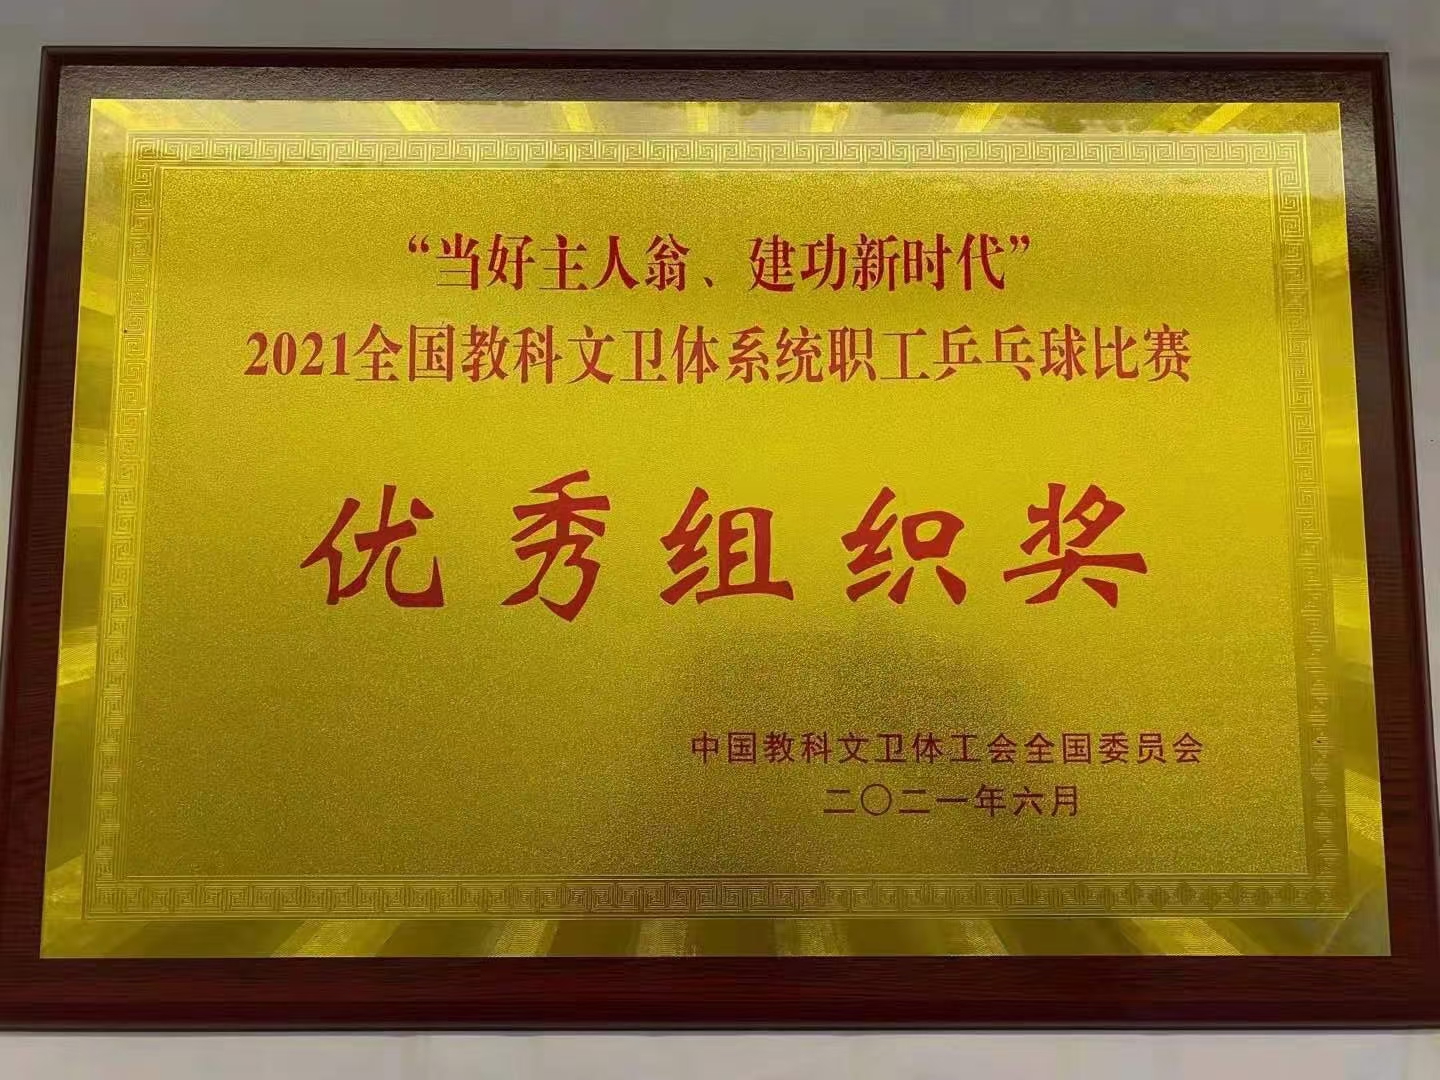 “当好主人翁、建功新时代”
2021全国教科文卫体系统职工乒乓球比赛
优秀组织奖
中国教科文卫体工会全国委员会
二〇二一年六月